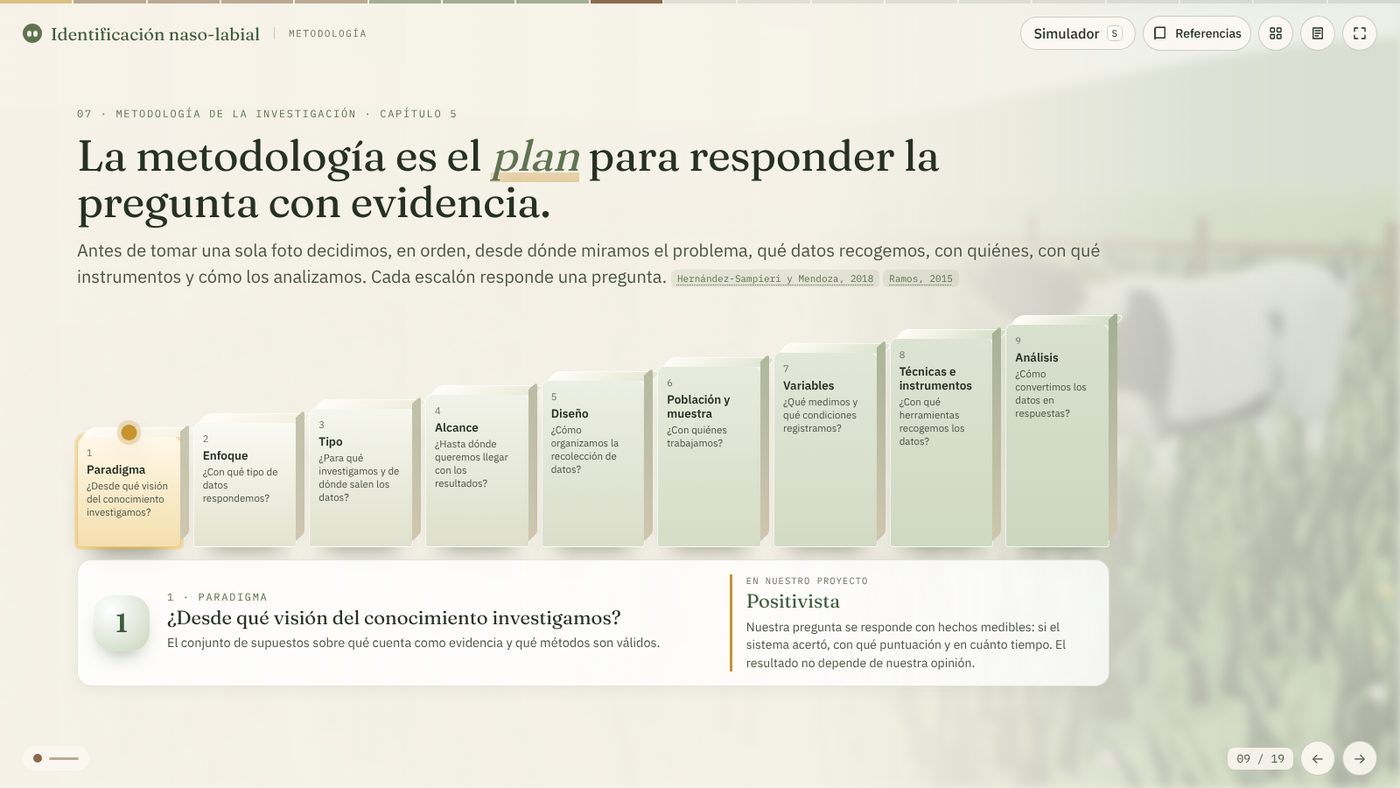 Identificación naso-labial
METODOLOGÍA
Simulador S
Referencias
07 · METODOLOGÍA DE LA INVESTIGACIÓN · CAPÍTULO 5
La metodología es el plan para responder la
pregunta con evidencia.
Antes de tomar una sola foto decidimos, en orden, desde dónde miramos el problema, qué datos recogemos, con quiénes, con qué
instrumentos y cómo los analizamos. Cada escalón responde una pregunta. Hernández-Sampieri y Mendoza, 2018 Ramos, 2015
1
Paradigma
¿Desde qué visión
del conocimiento
investigamos?
2
Enfoque
¿Con qué tipo de
datos
respondemos?
3
Tipo
¿Para qué
investigamos y de
dónde salen los
datos?
4
Alcance
¿Hasta dónde
queremos llegar
con los
resultados?
5
Diseño
¿Cómo
organizamos la
recolección de
datos?
6
Población y
muestra
¿Con quiénes
trabajamos?
7
Variables
¿Qué medimos y
qué condiciones
registramos?
8
Técnicas e
instrumentos
¿Con qué
herramientas
recogemos los
datos?
9
Análisis
¿Cómo
convertimos los
datos en
respuestas?
1
1 · PARADIGMA
¿Desde qué visión del conocimiento investigamos?
El conjunto de supuestos sobre qué cuenta como evidencia y qué métodos son válidos.
EN NUESTRO PROYECTO
Positivista
Nuestra pregunta se responde con hechos medibles: si el
sistema acertó, con qué puntuación y en cuánto tiempo. El
resultado no depende de nuestra opinión.
09 / 19